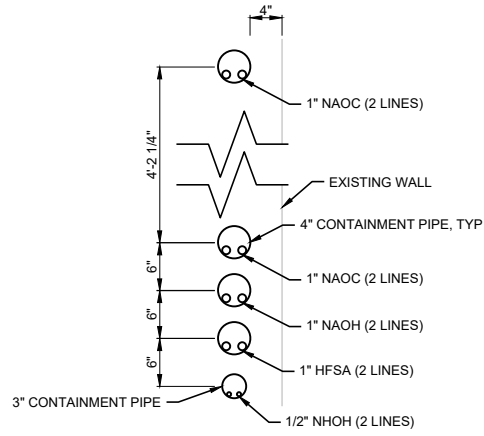 4"
1" NAOC (2 LINES)
4'-2 1/4"
EXISTING WALL
4" CONTAINMENT PIPE, TYP
6"
1" NAOC (2 LINES)
6"
1" NAOH (2 LINES)
6"
1" HFSA (2 LINES)
3" CONTAINMENT PIPE
1/2" NHOH (2 LINES)